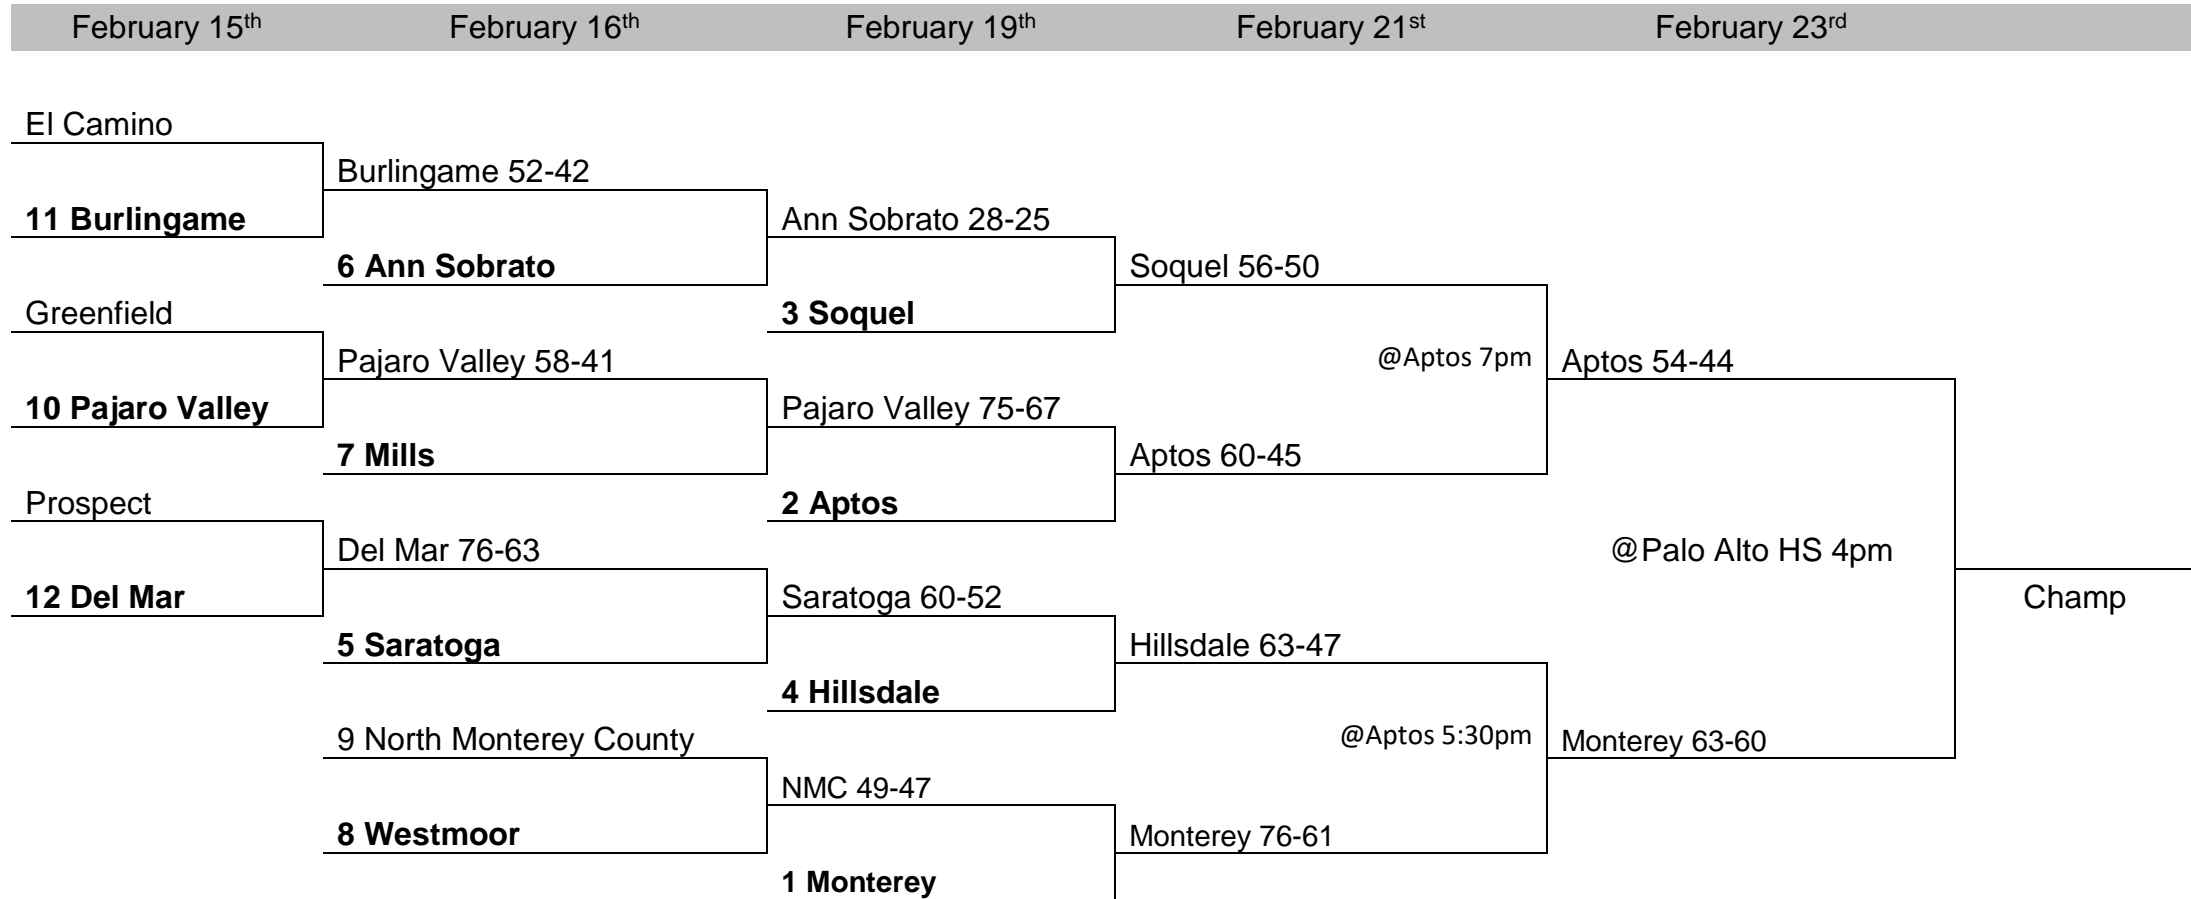 February 15th February 16th February 19th February 21st February 23rd
El Camino
Burlingame 52-42
11 Burlingame
Ann Sobrato 28-25
6 Ann Sobrato
Soquel 56-50
Greenfield
3 Soquel
Pajaro Valley 58-41
@Aptos 7pm
Aptos 54-44
10 Pajaro Valley
Pajaro Valley 75-67
7 Mills
Aptos 60-45
Prospect
2 Aptos
Del Mar 76-63
@Palo Alto HS 4pm
12 Del Mar
Saratoga 60-52
Champ
5 Saratoga
Hillsdale 63-47
4 Hillsdale
9 North Monterey County
@Aptos 5:30pm
Monterey 63-60
NMC 49-47
8 Westmoor
Monterey 76-61
1 Monterey